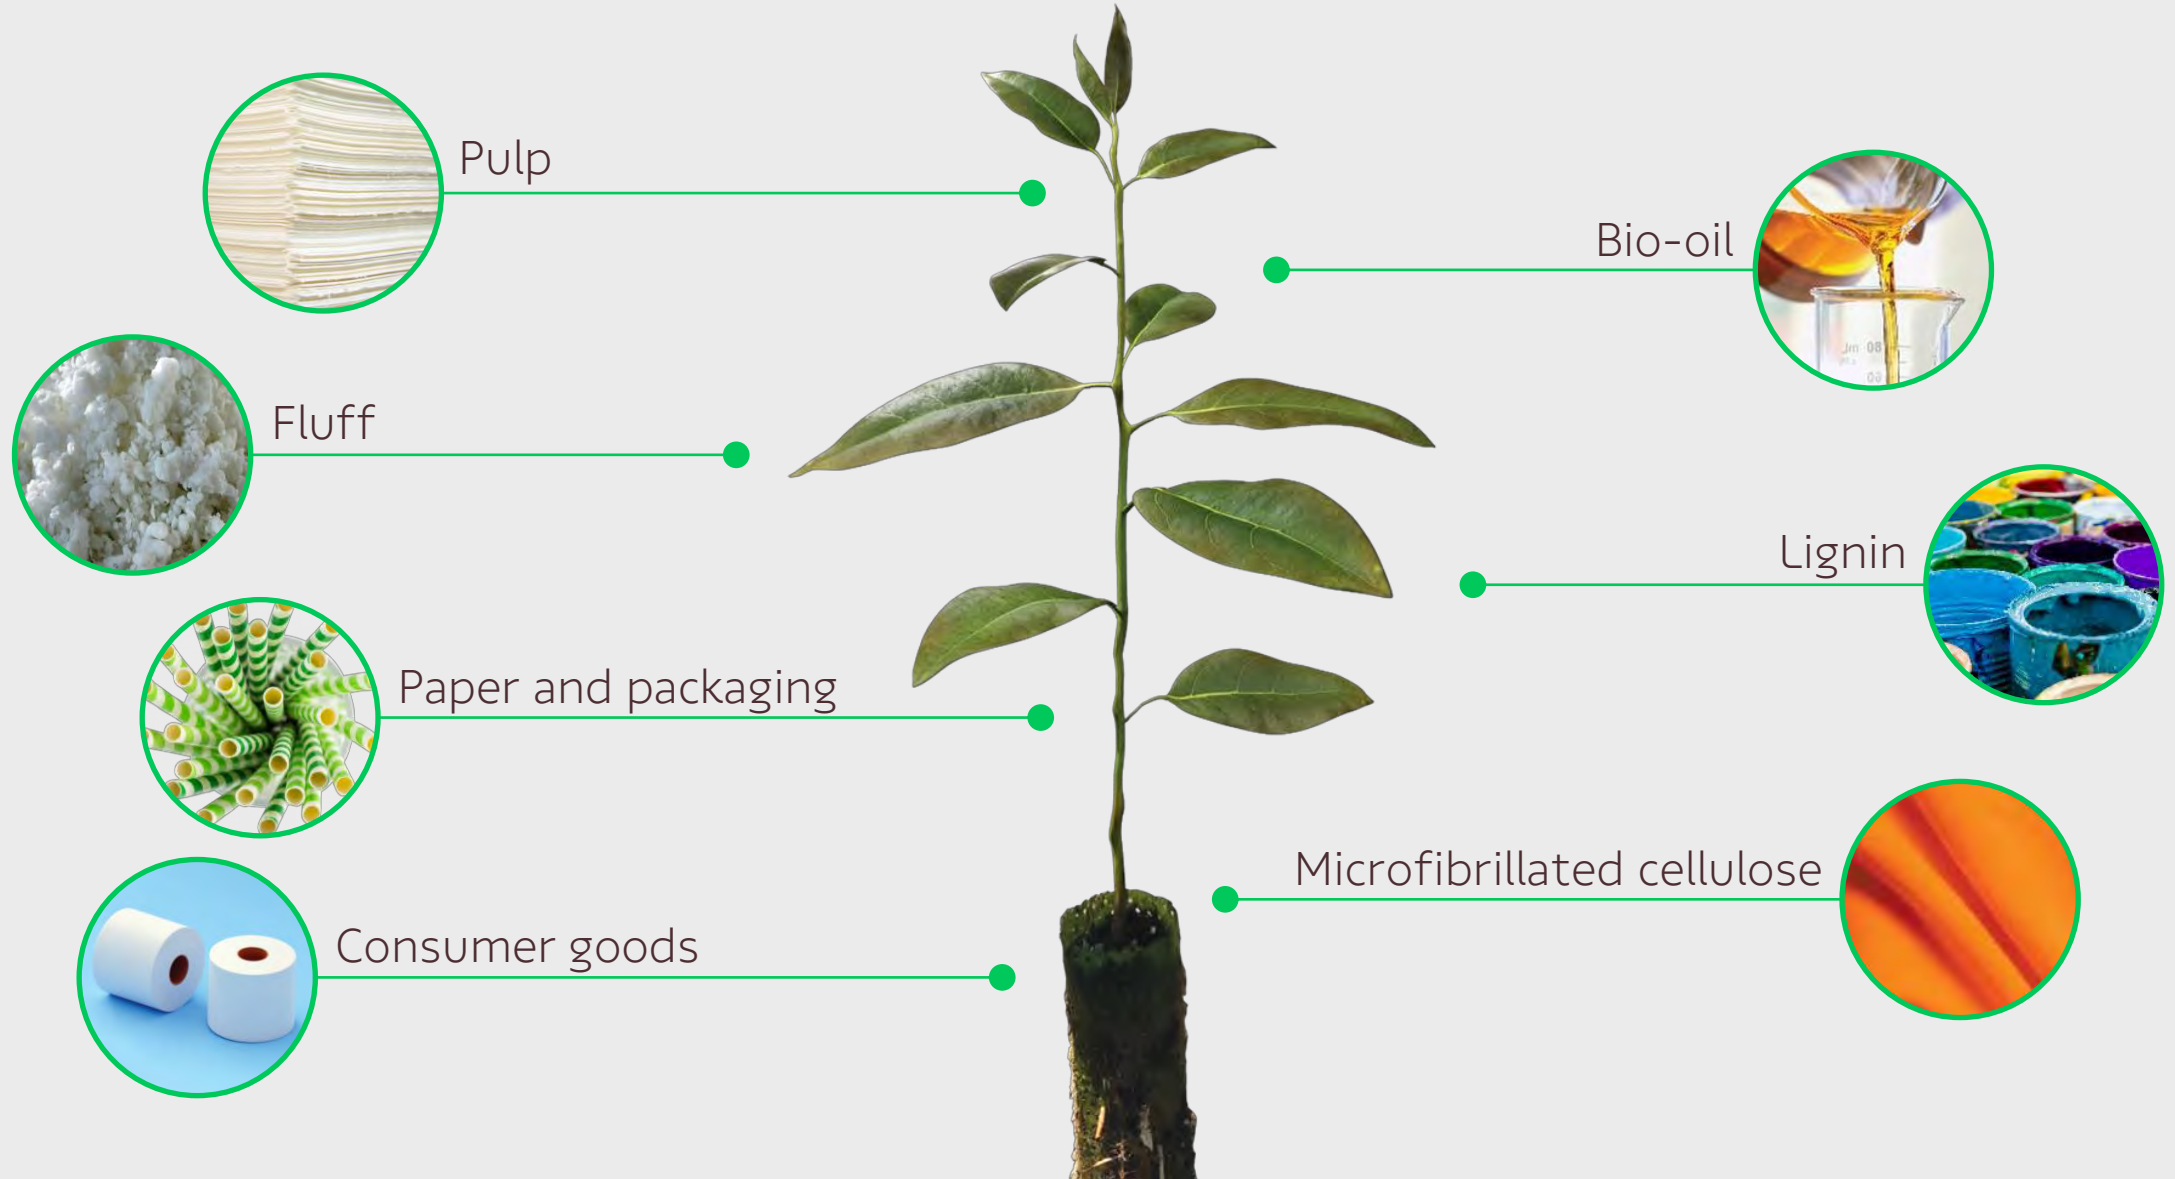 Pulp
Fluff
Paper and packaging
Consumer goods
Bio-oil
Lignin
Microfibrillated cellulose